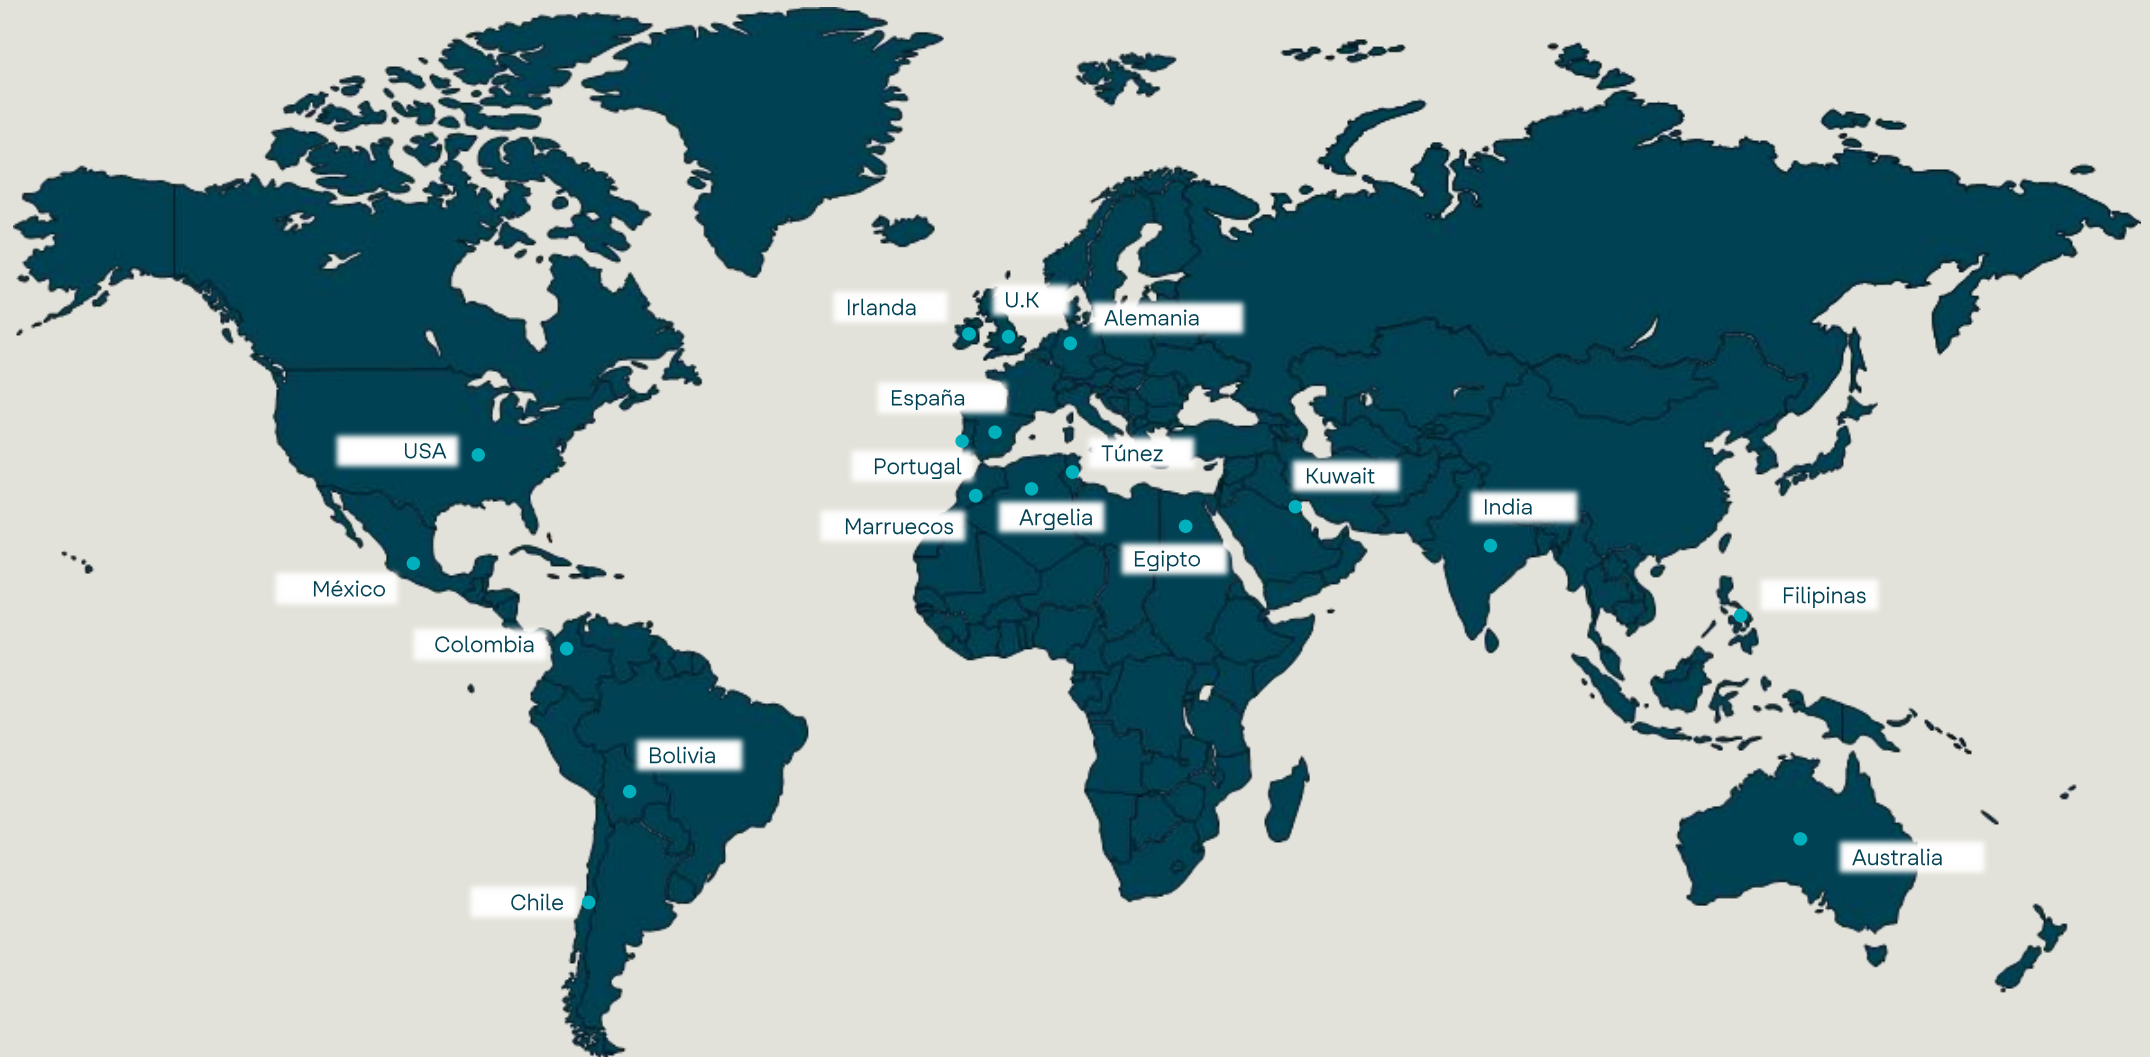 Irlanda
U.K
Alemania
España
USA
Portugal
Túnez
Kuwait
India
Marruecos
Argelia
Egipto
México
Filipinas
Colombia
Bolivia
Australia
Chile